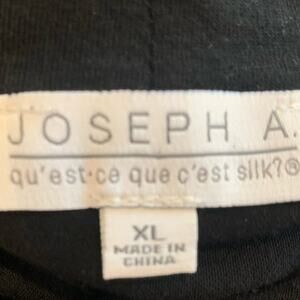 JOSEPH A.
qu'est·ce que c'est silk?®
XL
MADE IN
CHINA